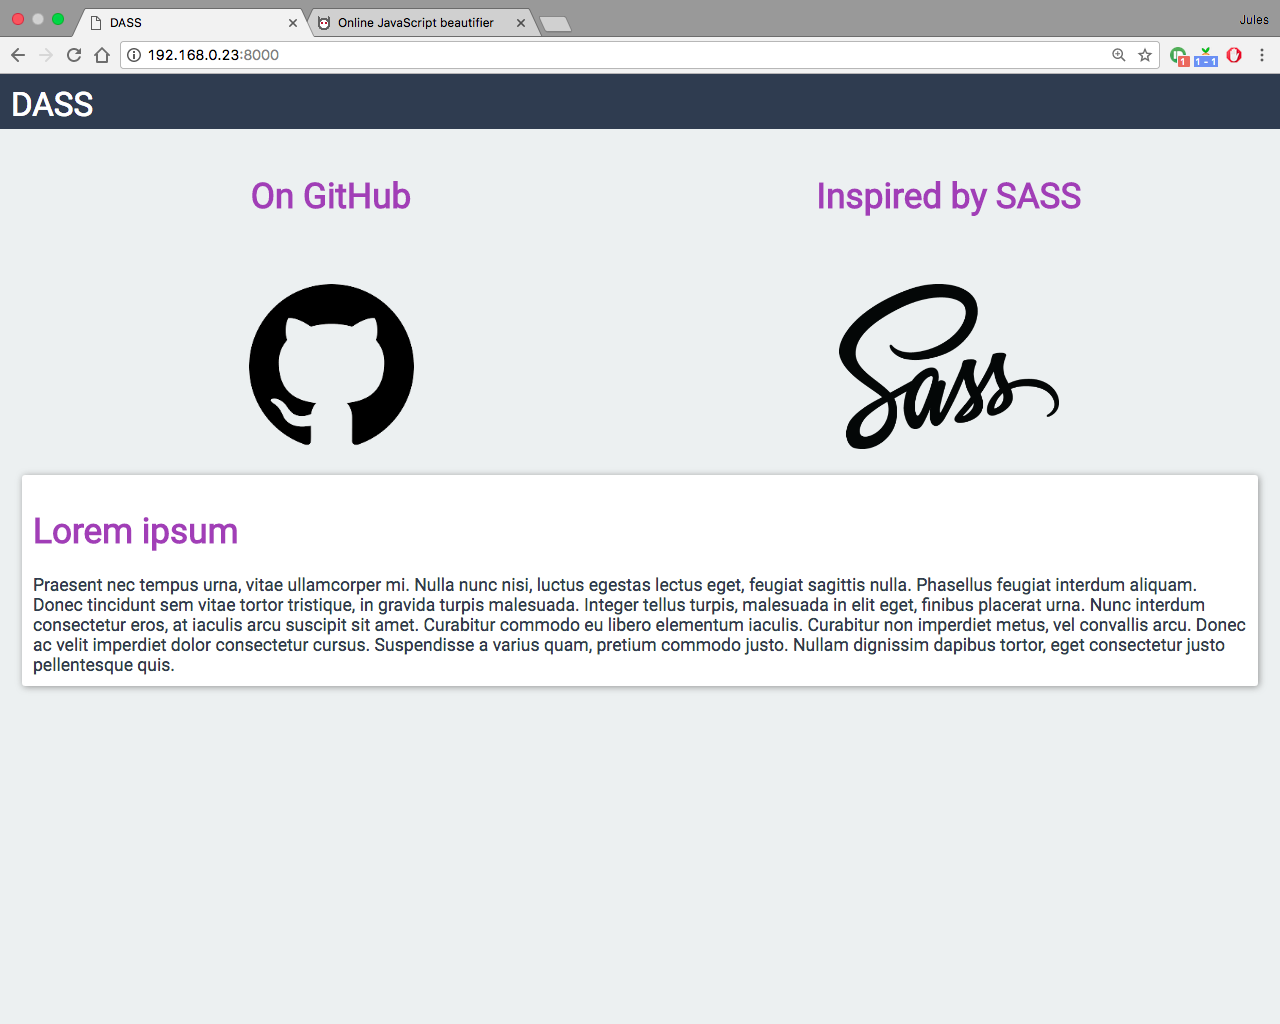 DASS
Online JavaScript beautifier
Jules
192.168.0.23:8000
1
1 - 1
DASS
On GitHub
Inspired by SASS
Sass
Lorem ipsum
Praesent nec tempus urna, vitae ullamcorper mi. Nulla nunc nisi, luctus egestas lectus eget, feugiat sagittis nulla. Phasellus feugiat interdum aliquam.
Donec tincidunt sem vitae tortor tristique, in gravida turpis malesuada. Integer tellus turpis, malesuada in elit eget, finibus placerat urna. Nunc interdum
consectetur eros, at iaculis arcu suscipit sit amet. Curabitur commodo eu libero elementum iaculis. Curabitur non imperdiet metus, vel convallis arcu. Donec
ac velit imperdiet dolor consectetur cursus. Suspendisse a varius quam, pretium commodo justo. Nullam dignissim dapibus tortor, eget consectetur justo
pellentesque quis.